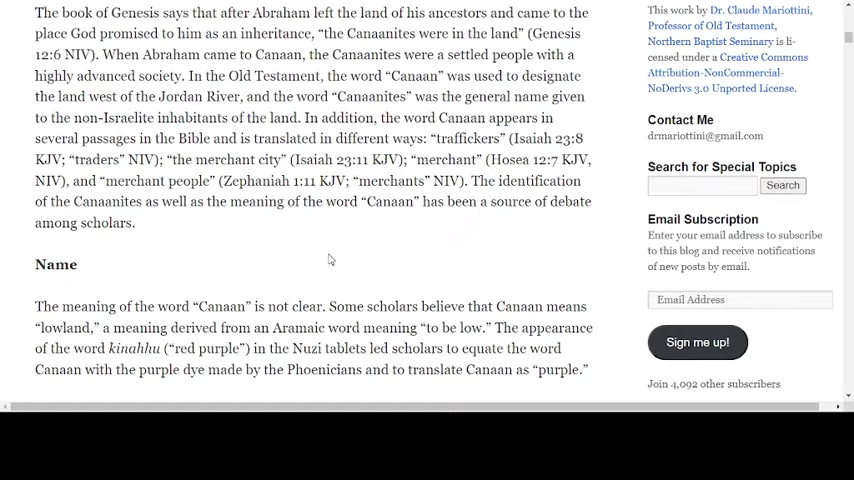 The book of Genesis says that after Abraham left the land of his ancestors and came to the
place God promised to him as an inheritance, “the Canaanites were in the land” (Genesis
12:6 NIV). When Abraham came to Canaan, the Canaanites were a settled people with a
highly advanced society. In the Old Testament, the word “Canaan” was used to designate
the land west of the Jordan River, and the word “Canaanites” was the general name given
to the non-Israelite inhabitants of the land. In addition, the word Canaan appears in
several passages in the Bible and is translated in different ways: “traffickers” (Isaiah 23:8
KJV; “traders” NIV); “the merchant city” (Isaiah 23:11 KJV); “merchant” (Hosea 12:7 KJV,
NIV), and “merchant people” (Zephaniah 1:11 KJV; “merchants” NIV). The identification
of the Canaanites as well as the meaning of the word “Canaan” has been a source of debate
among scholars.
Name
The meaning of the word “Canaan” is not clear. Some scholars believe that Canaan means
“lowland,” a meaning derived from an Aramaic word meaning “to be low.” The appearance
of the word kinahhu (“red purple”) in the Nuzi tablets led scholars to equate the word
Canaan with the purple dye made by the Phoenicians and to translate Canaan as “purple.”
This work by Dr. Claude Mariottini,
Professor of Old Testament,
Northern Baptist Seminary is li-
censed under a Creative Commons
Attribution-NonCommercial-
NoDerivs 3.0 Unported License.
Contact Me
drmariottini@gmail.com
Search for Special Topics
Search
Email Subscription
Enter your email address to subscribe
to this blog and receive notifications
of new posts by email.
Email Address
Sign me up!
Join 4,092 other subscribers